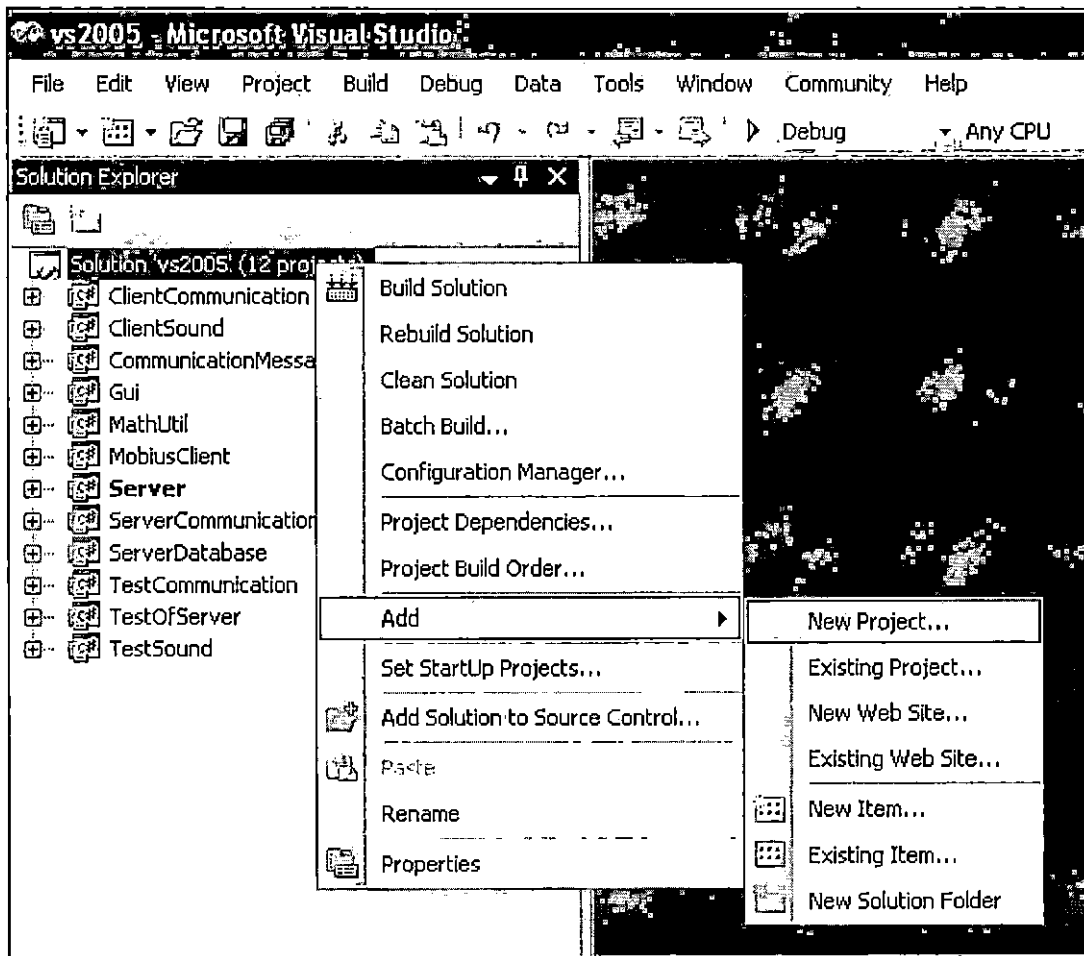 vs2005 - Microsoft Visual Studio
File Edit View Project Build Debug Data Tools Window Community Help
Debug Any CPU
Solution Explorer
Solution 'vs2005' (12 projects)
ClientCommunication
ClientSound
CommunicationMessa
Gui
MathUtil
MobiusClient
Server
ServerCommunication
ServerDatabase
TestCommunication
TestOfServer
TestSound
Build Solution
Rebuild Solution
Clean Solution
Batch Build...
Configuration Manager...
Project Dependencies...
Project Build Order...
Add
Set StartUp Projects...
Add Solution to Source Control...
Paste
Rename
Properties
New Project...
Existing Project...
New Web Site...
Existing Web Site...
New Item...
Existing Item...
New Solution Folder